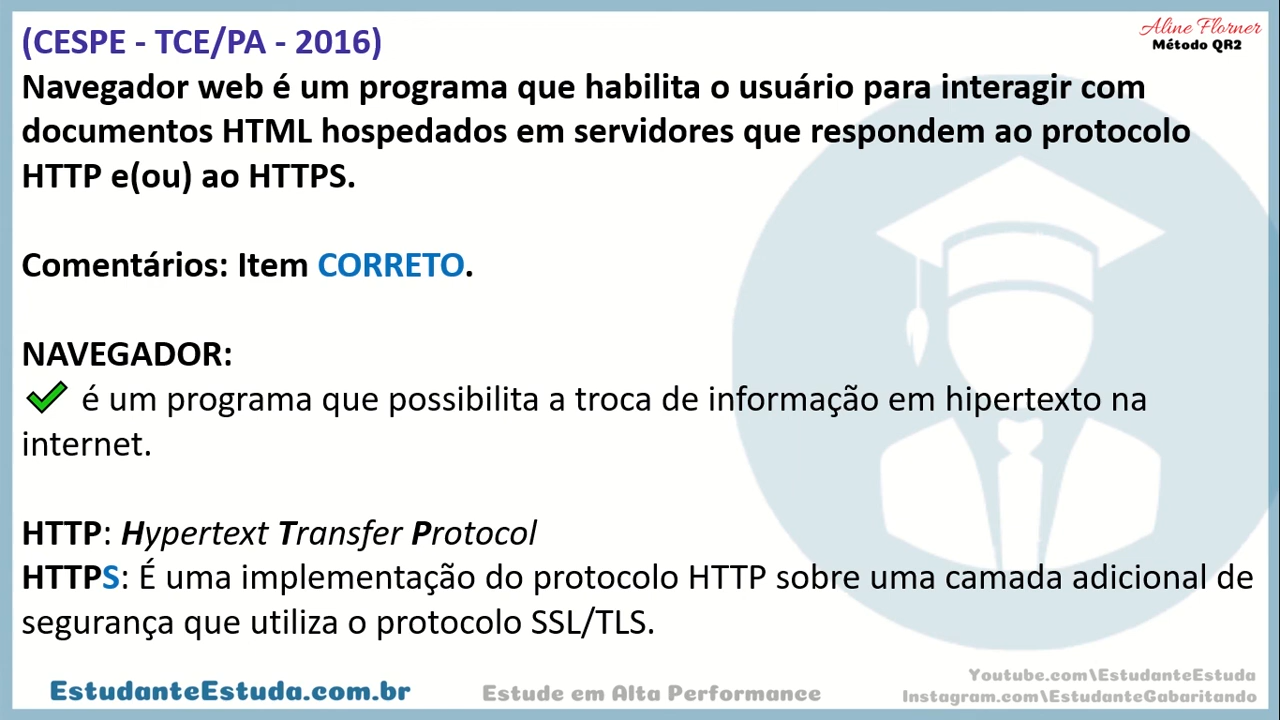 (CESPE - TCE/PA - 2016)
Aline Florner
Método QR2
Navegador web é um programa que habilita o usuário para interagir com
documentos HTML hospedados em servidores que respondem ao protocolo
HTTP e(ou) ao HTTPS.
Comentários: Item CORRETO.
NAVEGADOR:
é um programa que possibilita a troca de informação em hipertexto na
internet.
HTTP: Hypertext Transfer Protocol
HTTPS: É uma implementação do protocolo HTTP sobre uma camada adicional de
segurança que utiliza o protocolo SSL/TLS.
EstudanteEstuda.com.br
Estude em Alta Performance
Youtube.com\EstudanteEstuda
Instagram.com\EstudanteGabaritando